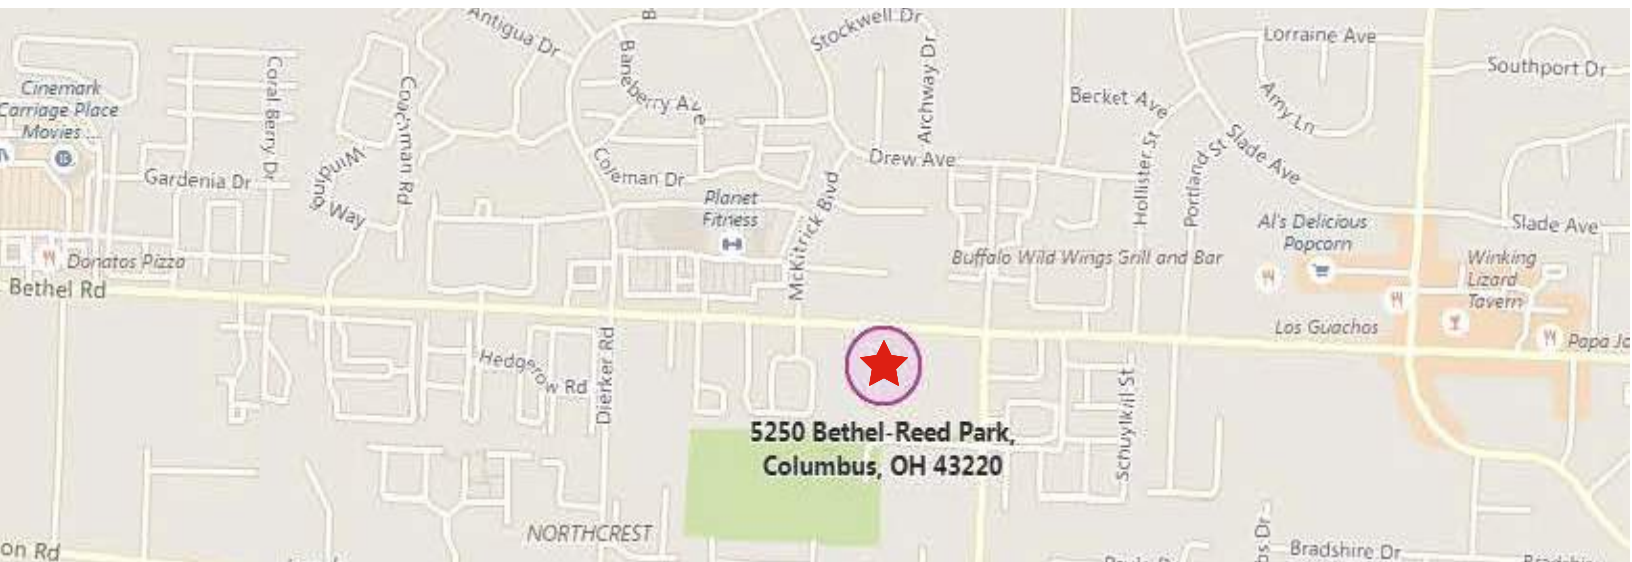 Antigua Dr
B
Baneberry Ave
Stockwell Dr
Archway Dr
Lorraine Ave
Southport Dr
Cinemark
Carriage Place
Movies ...
Coral Berry Dr
Coachman Rd
Becket Ave
Amy Ln
Slade Ave
Gardenia Dr
Winding Way
Coleman Dr
Drew Ave
Hollister St
Portland St
Planet
Fitness
McKitrick Blvd
Al's Delicious
Popcorn
Slade Ave
Donatos Pizza
Buffalo Wild Wings Grill and Bar
Winking
Lizard
Tavern
Bethel Rd
Los Guachos
Papa Jo
Hedgerow Rd
Dierker Rd
Schuylkill St
5250 Bethel-Reed Park,
Columbus, OH 43220
NORTHCREST
on Rd
bs Dr
Bradshire Dr